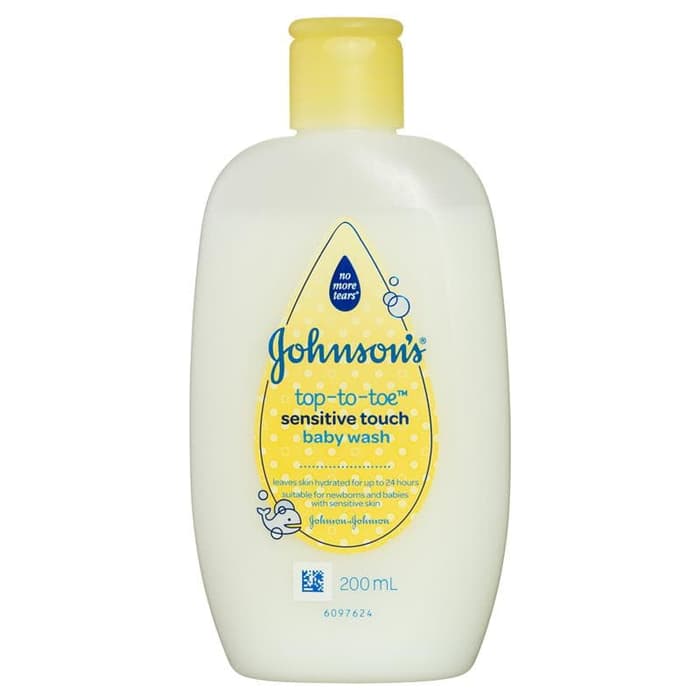 no
more
tears®
Johnson's®
top-to-toe™
sensitive touch
baby wash
leaves skin hydrated for up to 24 hours
suitable for newborns and babies
with sensitive skin
Johnson+Johnson
200 mL
6097624